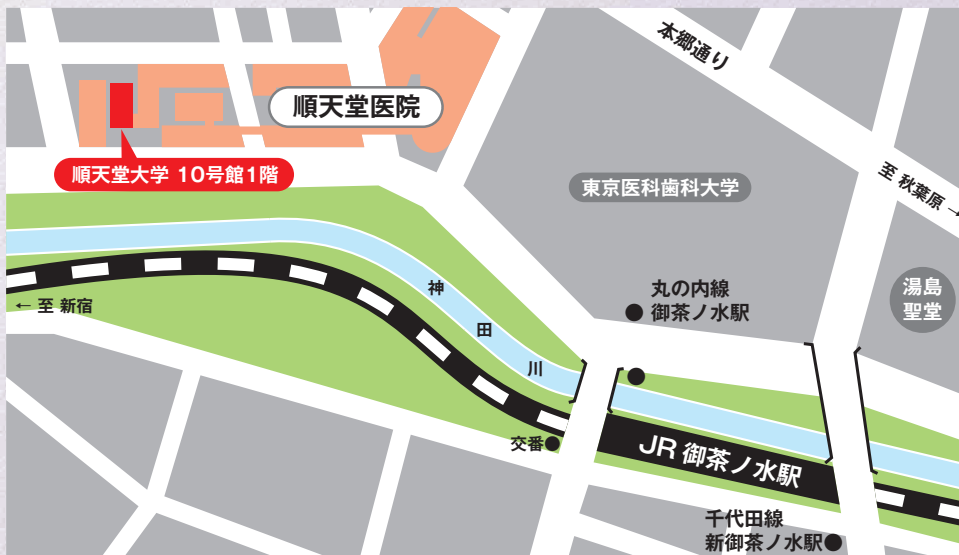 本郷通り
順天堂医院
順天堂大学 10号館1階
東京医科歯科大学
至 秋葉原 →
湯島
聖堂
丸の内線
● 御茶ノ水駅
← 至 新宿
神田川
交番●
JR 御茶ノ水駅
千代田線
新御茶ノ水駅●